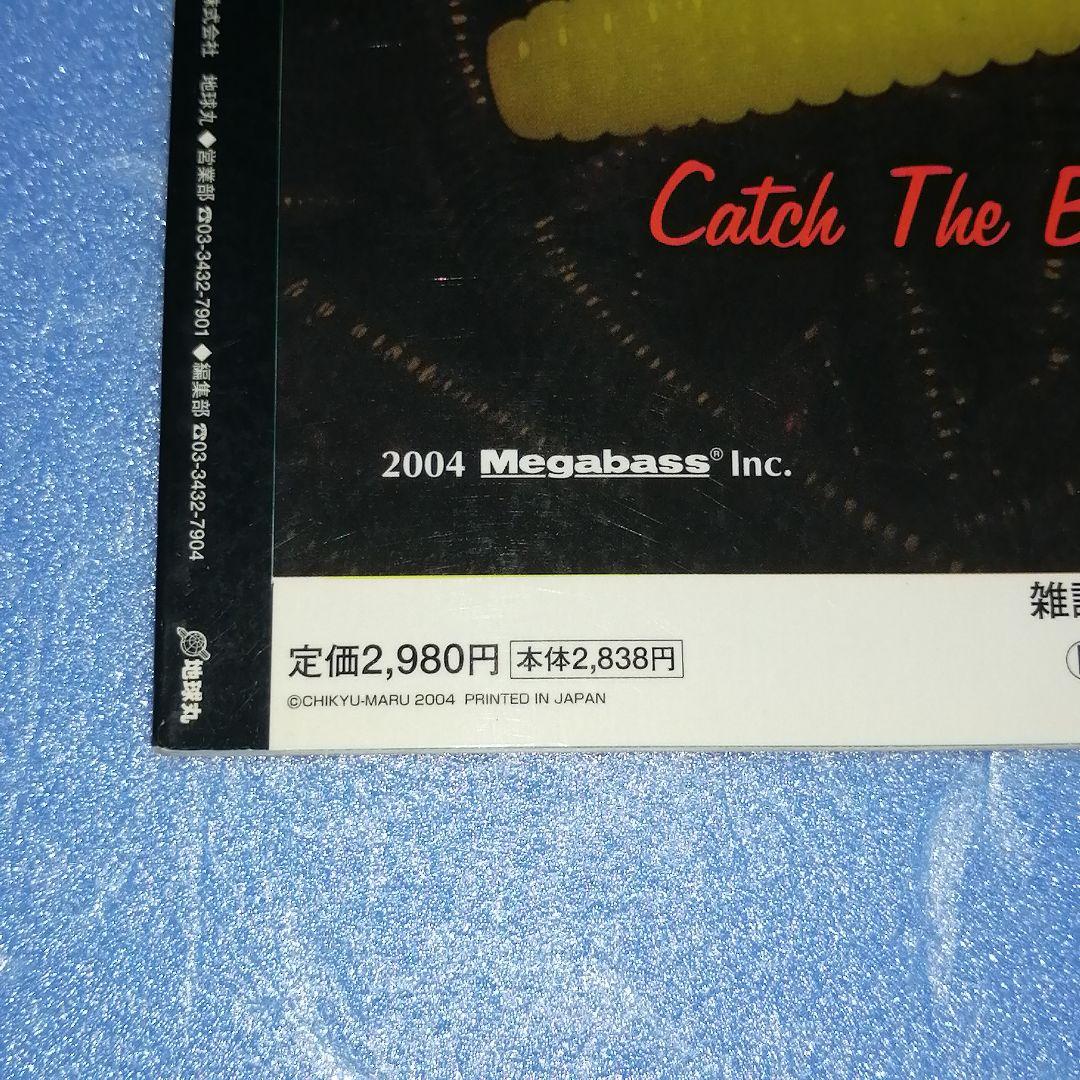 株式会社 地球丸◆営業部☎03-3432-7901◆編集部☎03-3432-7904
地球丸
Catch The
2004 Megabass® Inc.
雑
定価2,980円 本体2,838円
©CHIKYU-MARU 2004 PRINTED IN JAPAN